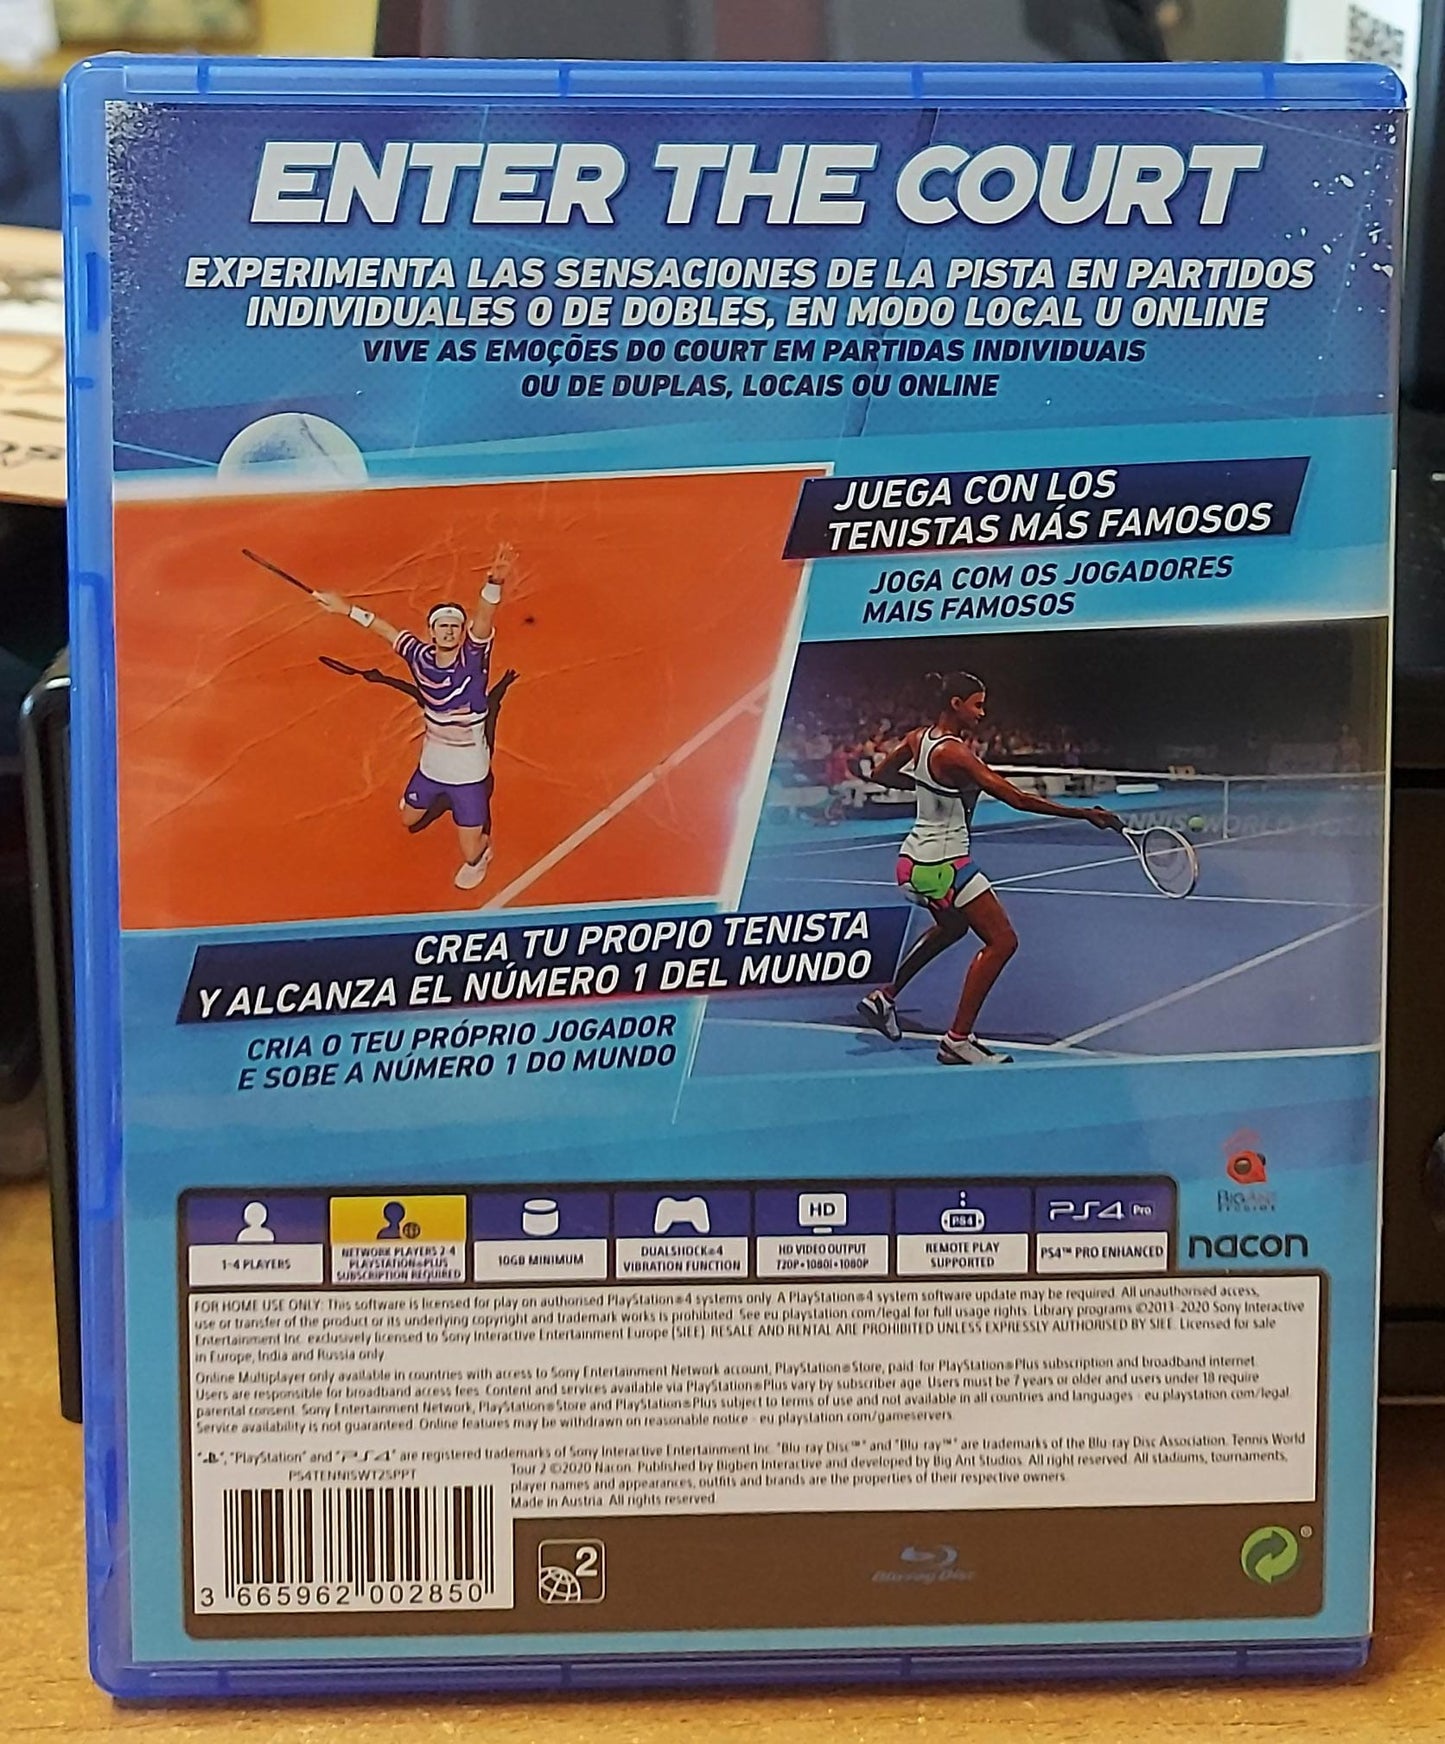 ENTER THE COURT
EXPERIMENTA LAS SENSACIONES DE LA PISTA EN PARTIDOS
INDIVIDUALES O DE DOBLES, EN MODO LOCAL U ONLINE
VIVE AS EMOÇÕES DO COURT EM PARTIDAS INDIVIDUAIS
OU DE DUPLAS, LOCAIS OU ONLINE
JUEGA CON LOS
TENISTAS MÁS FAMOSOS
JOGA COM OS JOGADORES
MAIS FAMOSOS
CREA TU PROPIO TENISTA
Y ALCANZA EL NÚMERO 1 DEL MUNDO
CRIA O TEU PRÓPRIO JOGADOR
E SOBE A NÚMERO 1 DO MUNDO
BIGANT
STUDIOS
nacon
1-4 PLAYERS
NETWORK PLAYERS 2-4
PLAYSTATION®PLUS
SUBSCRIPTION REQUIRED
10GB MINIMUM
DUALSHOCK®4
VIBRATION FUNCTION
HD
HD VIDEO OUTPUT
720P•1080i•1080P
PS4
REMOTE PLAY
SUPPORTED
PS4 Pro
PS4™ PRO ENHANCED
FOR HOME USE ONLY: This software is licensed for play on authorised PlayStation®4 systems only. A PlayStation®4 system software update may be required. All unauthorised access,
use or transfer of the product or its underlying copyright and trademark works is prohibited. See eu.playstation.com/legal for full usage rights. Library programs ©2013-2020 Sony Interactive
Entertainment Inc. exclusively licensed to Sony Interactive Entertainment Europe (SIEE). RESALE AND RENTAL ARE PROHIBITED UNLESS EXPRESSLY AUTHORISED BY SIEE. Licensed for sale
in Europe, India and Russia only.
Online Multiplayer only available in countries with access to Sony Entertainment Network account, PlayStation®Store, paid-for PlayStation®Plus subscription and broadband internet.
Users are responsible for broadband access fees. Content and services available via PlayStation®Plus vary by subscriber age. Users must be 7 years or older and users under 18 require
parental consent. Sony Entertainment Network, PlayStation®Store and PlayStation®Plus subject to terms of use and not available in all countries and languages - eu.playstation.com/legal.
Service availability is not guaranteed. Online features may be withdrawn on reasonable notice - eu.playstation.com/gameservers.
"PlayStation" and "PS4" are registered trademarks of Sony Interactive Entertainment Inc. "Blu-ray Disc™" and "Blu-ray™" are trademarks of the Blu-ray Disc Association. Tennis World
Tour 2 ©2020 Nacon. Published by Bigben Interactive and developed by Big Ant Studios. All right reserved. All stadiums, tournaments,
player names and appearances, outfits and brands are the properties of their respective owners.
Made in Austria. All rights reserved.
PS4TENNISWT2SPPT
3 665962 002850
2
Blu-ray Disc
®